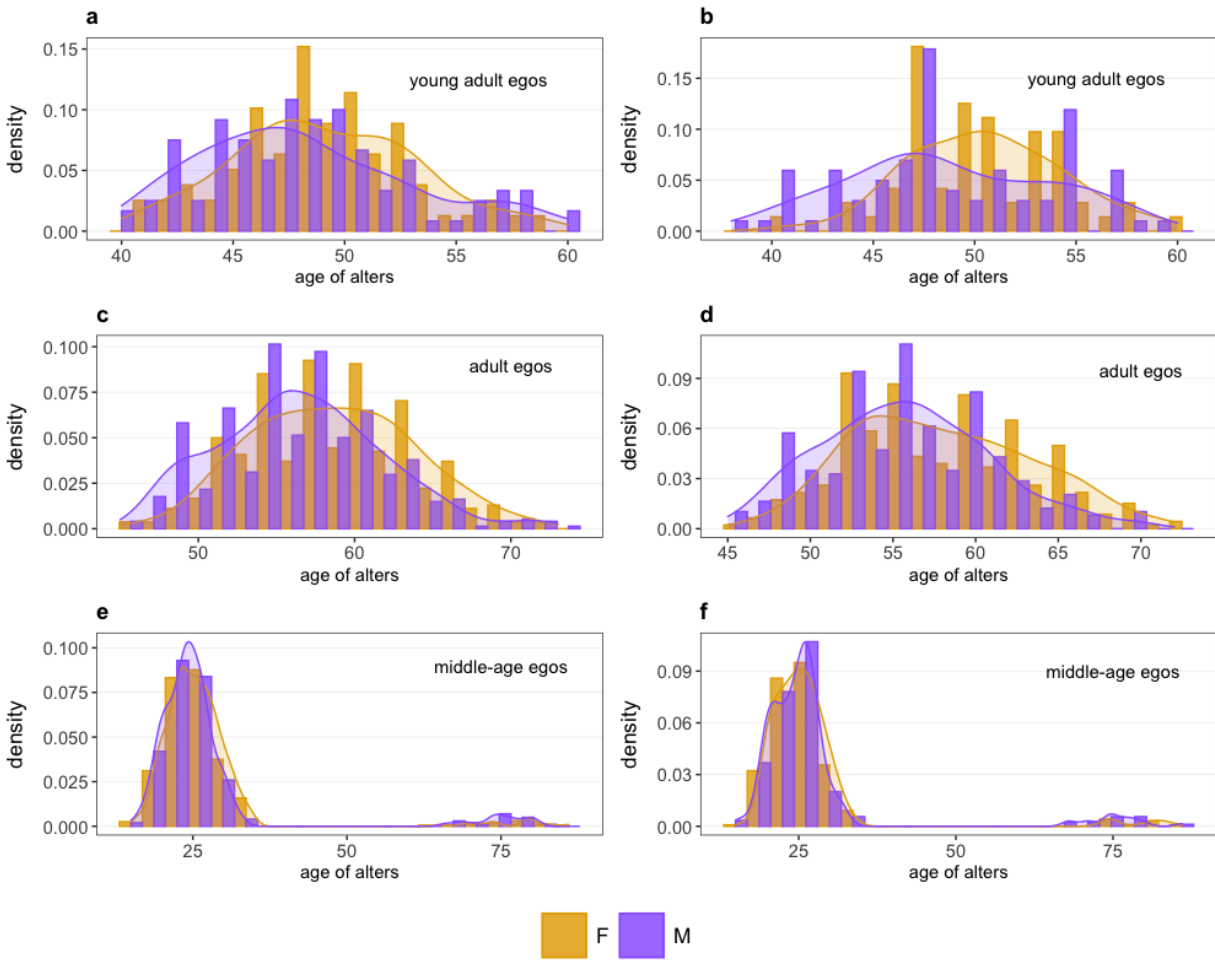 a
0.15
0.10
0.05
0.00
density
young adult egos
40 45 50 55 60
age of alters
b
0.15
0.10
0.05
0.00
density
young adult egos
40 45 50 55 60
age of alters
c
0.100
0.075
0.050
0.025
0.000
density
adult egos
50 60 70
age of alters
d
0.09
0.06
0.03
0.00
density
adult egos
45 50 55 60 65 70
age of alters
e
0.100
0.075
0.050
0.025
0.000
density
middle-age egos
25 50 75
age of alters
f
0.09
0.06
0.03
0.00
density
middle-age egos
25 50 75
age of alters
F M